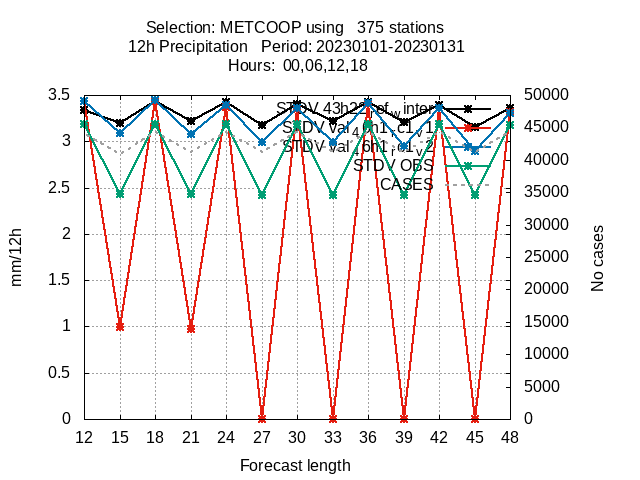 Selection: METCOOP using 375 stations
12h Precipitation Period: 20230101-20230131
Hours: 00,06,12,18
3.5
3
2.5
2
1.5
1
0.5
0
50000
45000
40000
35000
30000
25000
20000
15000
10000
5000
0
mm/12h
No cases
STDV
STDV
STDV
STDV OBS
CASES
12 15 18 21 24 27 30 33 36 39 42 45 48
Forecast length